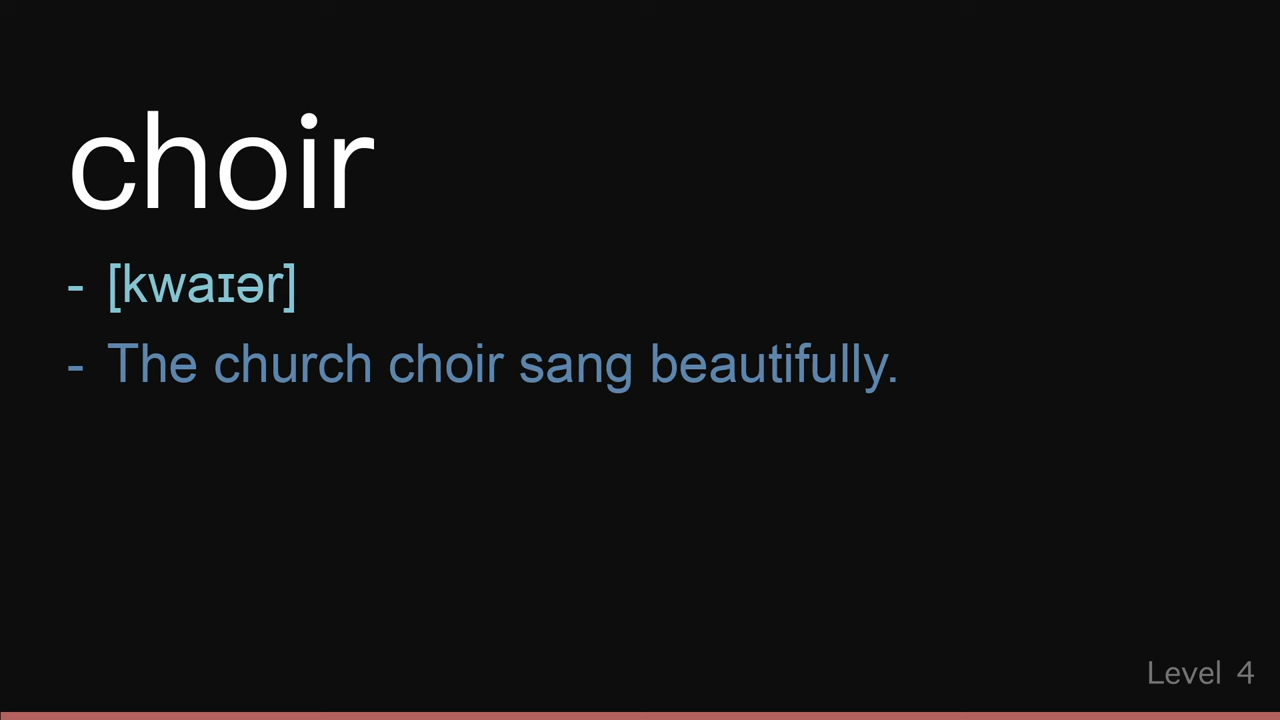 choir
- [kwaɪər]
- The church choir sang beautifully.
Level 4